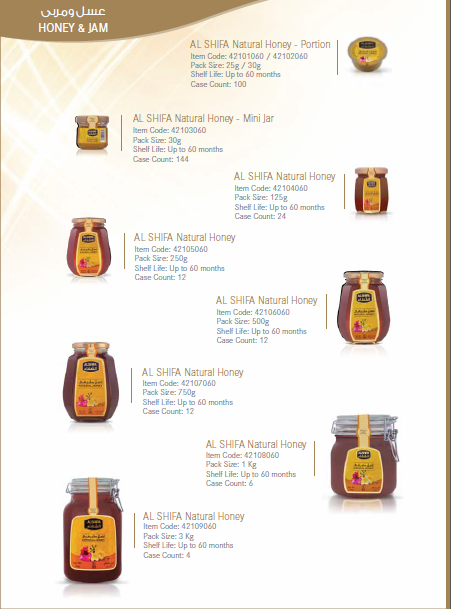 عسل ومربى
HONEY & JAM
AL SHIFA Natural Honey - Portion
Item Code: 42101060 / 42102060
Pack Size: 25g / 30g
Shelf Life: Up to 60 months
Case Count: 100
AL SHIFA Natural Honey - Mini Jar
Item Code: 42103060
Pack Size: 30g
Shelf Life: Up to 60 months
Case Count: 144
AL SHIFA Natural Honey
Item Code: 42104060
Pack Size: 125g
Shelf Life: Up to 60 months
Case Count: 24
AL SHIFA Natural Honey
Item Code: 42105060
Pack Size: 250g
Shelf Life: Up to 60 months
Case Count: 12
AL SHIFA Natural Honey
Item Code: 42106060
Pack Size: 500g
Shelf Life: Up to 60 months
Case Count: 12
AL SHIFA Natural Honey
Item Code: 42107060
Pack Size: 750g
Shelf Life: Up to 60 months
Case Count: 12
AL SHIFA Natural Honey
Item Code: 42108060
Pack Size: 1 Kg
Shelf Life: Up to 60 months
Case Count: 6
AL SHIFA Natural Honey
Item Code: 42109060
Pack Size: 3 Kg
Shelf Life: Up to 60 months
Case Count: 4
ALSHIFA
الشفاء